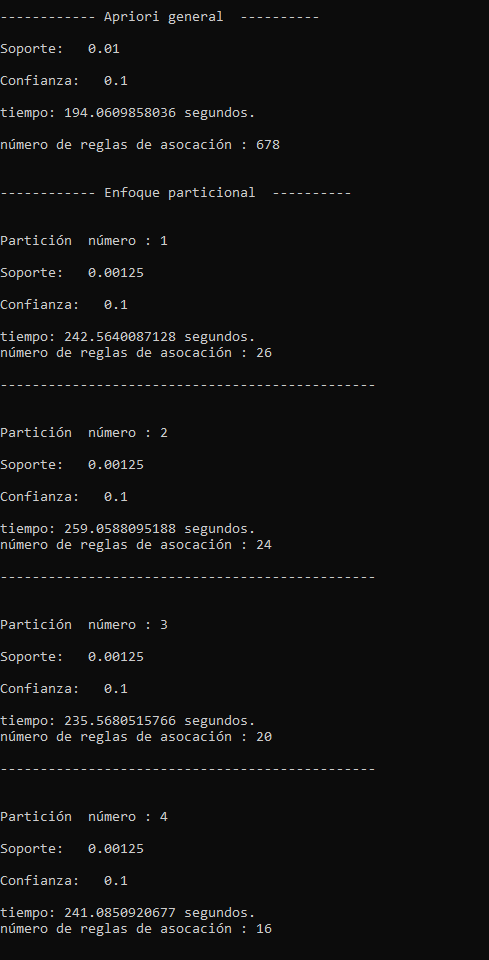 ------------ Apriori general  ----------
Soporte:   0.01
Confianza:   0.1
tiempo: 194.0609858036 segundos.
número de reglas de asocación : 678
------------ Enfoque particional  ----------
Partición  número : 1
Soporte:   0.00125
Confianza:   0.1
tiempo: 242.5640087128 segundos.
número de reglas de asocación : 26
-----------------------------------------------
Partición  número : 2
Soporte:   0.00125
Confianza:   0.1
tiempo: 259.0588095188 segundos.
número de reglas de asocación : 24
-----------------------------------------------
Partición  número : 3
Soporte:   0.00125
Confianza:   0.1
tiempo: 235.5680515766 segundos.
número de reglas de asocación : 20
-----------------------------------------------
Partición  número : 4
Soporte:   0.00125
Confianza:   0.1
tiempo: 241.0850920677 segundos.
número de reglas de asocación : 16